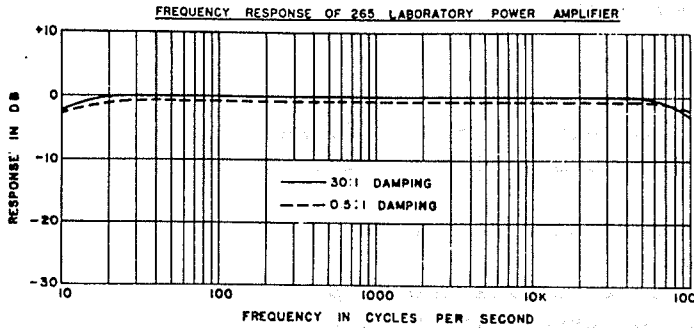 FREQUENCY RESPONSE OF 265 LABORATORY POWER AMPLIFIER
+10
0
-10
-20
-30
RESPONSE IN DB
30:1 DAMPING
0.5:1 DAMPING
10
100
1000
10K
100
FREQUENCY IN CYCLES PER SECOND